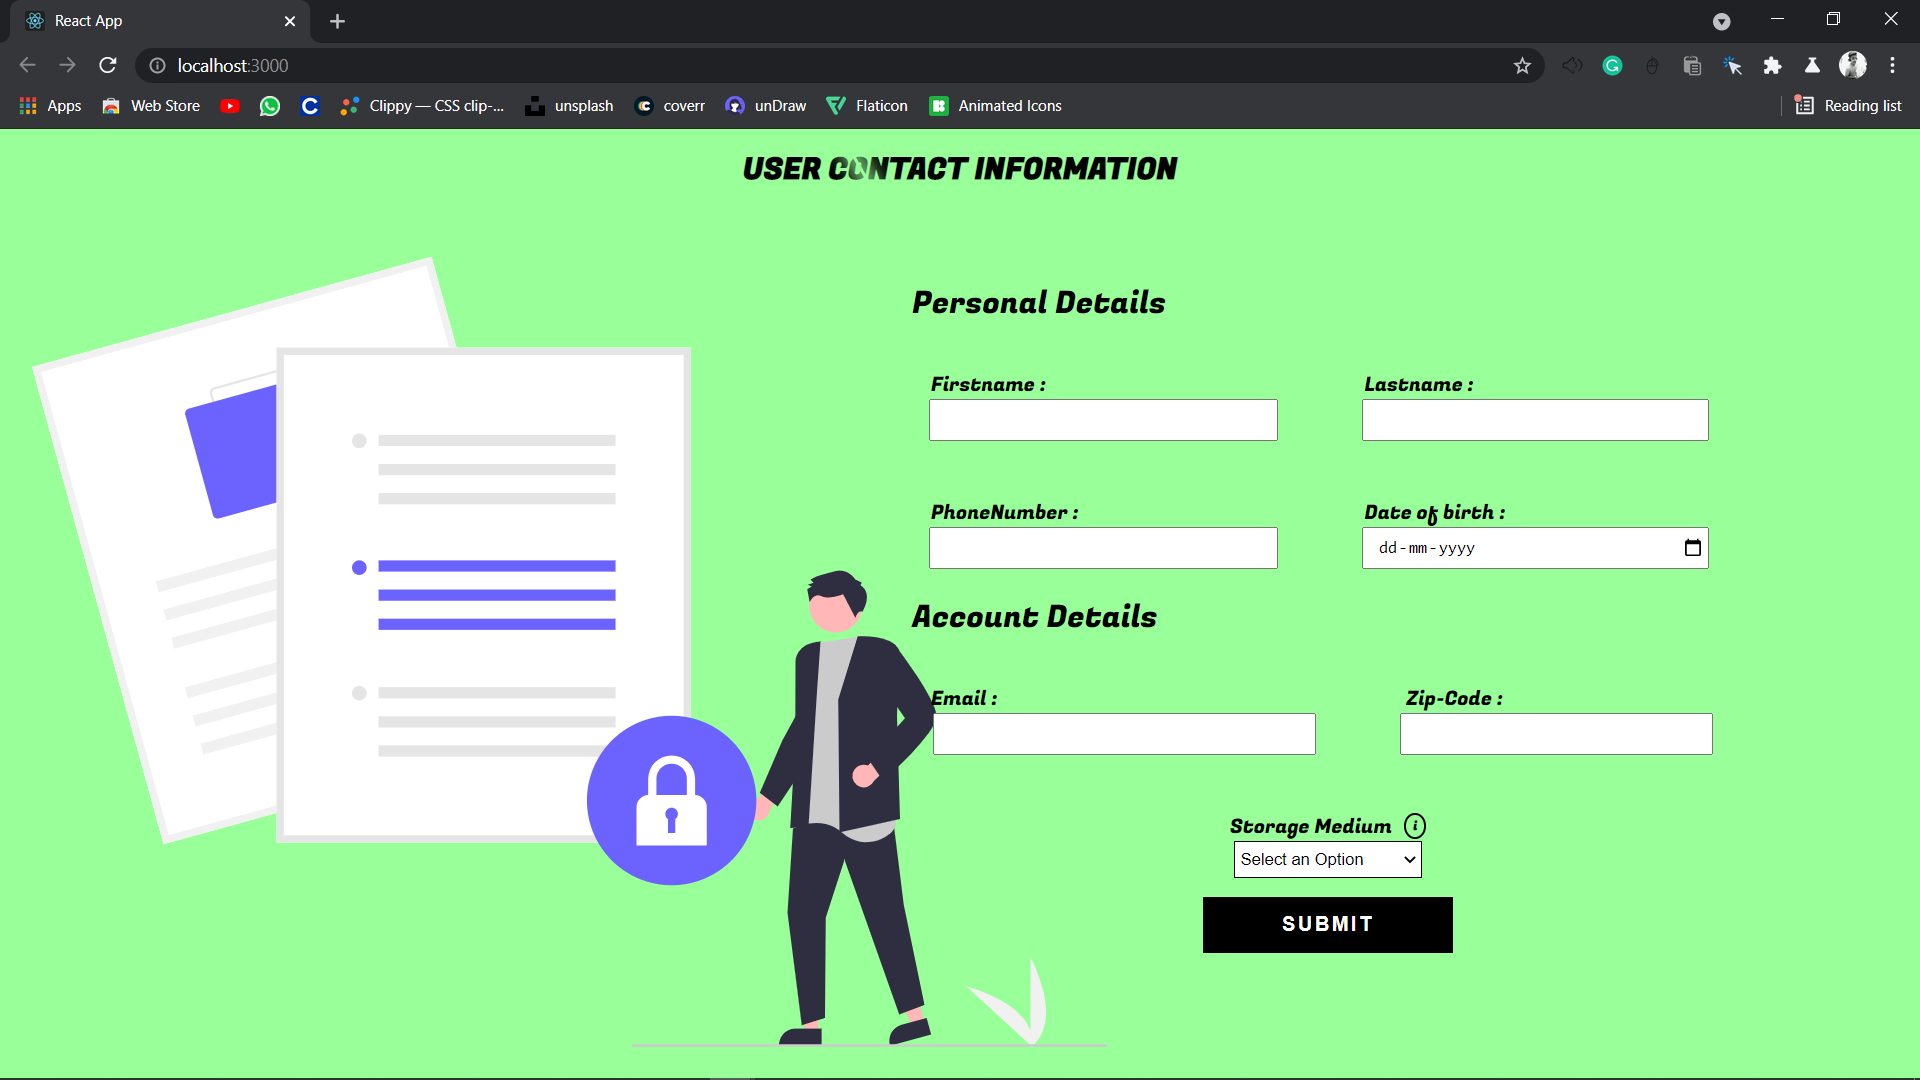 React App
localhost:3000
Apps
Web Store
Clippy — CSS clip-...
unsplash
coverr
unDraw
Flaticon
Animated Icons
Reading list
USER CONTACT INFORMATION
Personal Details
Firstname :
Lastname :
PhoneNumber :
Date of birth :
dd-mm-yyyy
Account Details
Email :
Zip-Code :
Storage Medium i
Select an Option
SUBMIT